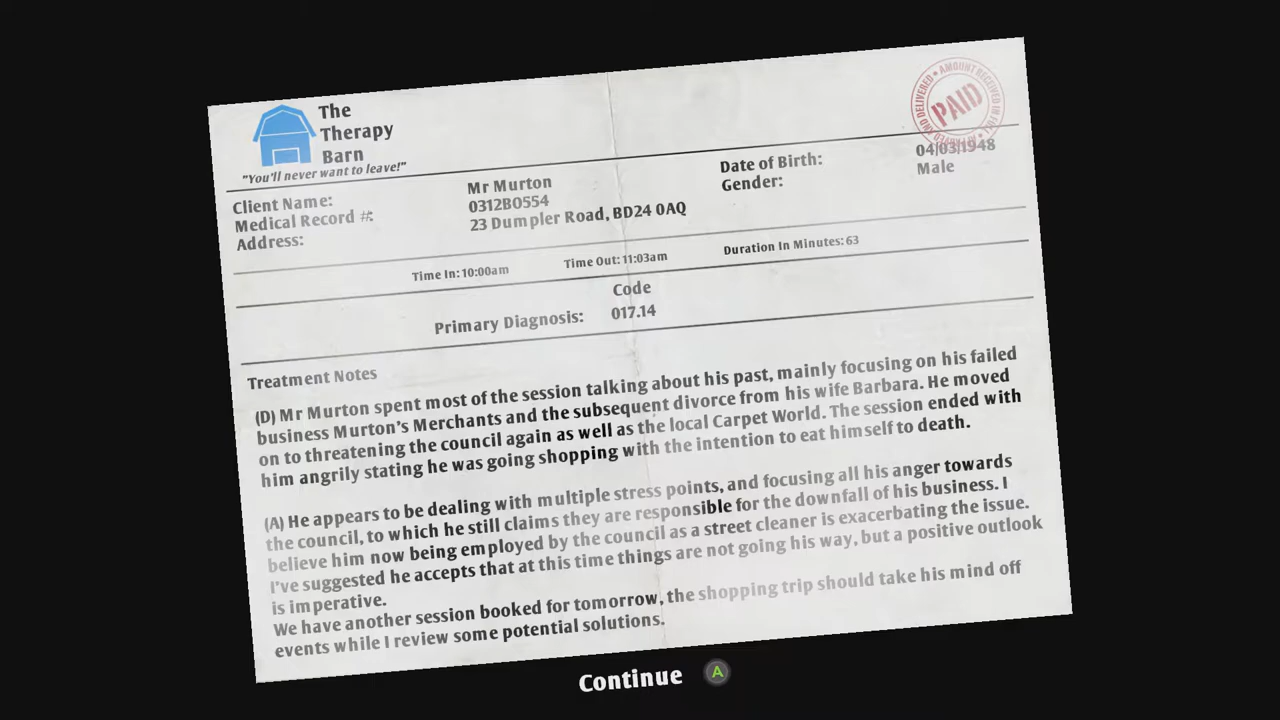 The
Therapy
Barn
"You'll never want to leave!"
AMOUNT RECEIVED IN FULL
AND DELIVERED
PAID
Client Name: Mr Murton Date of Birth: 04/03/1948
Medical Record #: 0312B0554 Gender: Male
Address: 23 Dumpler Road, BD24 0AQ
Time In: 10:00am Time Out: 11:03am Duration In Minutes: 63
Code
Primary Diagnosis: 017.14
Treatment Notes
(D) Mr Murton spent most of the session talking about his past, mainly focusing on his failed
business Murton's Merchants and the subsequent divorce from his wife Barbara. He moved
on to threatening the council again as well as the local Carpet World. The session ended with
him angrily stating he was going shopping with the intention to eat himself to death.
(A) He appears to be dealing with multiple stress points, and focusing all his anger towards
the council, to which he still claims they are responsible for the downfall of his business. I
believe him now being employed by the council as a street cleaner is exacerbating the issue.
I've suggested he accepts that at this time things are not going his way, but a positive outlook
is imperative.
We have another session booked for tomorrow, the shopping trip should take his mind off
events while I review some potential solutions.
Continue A